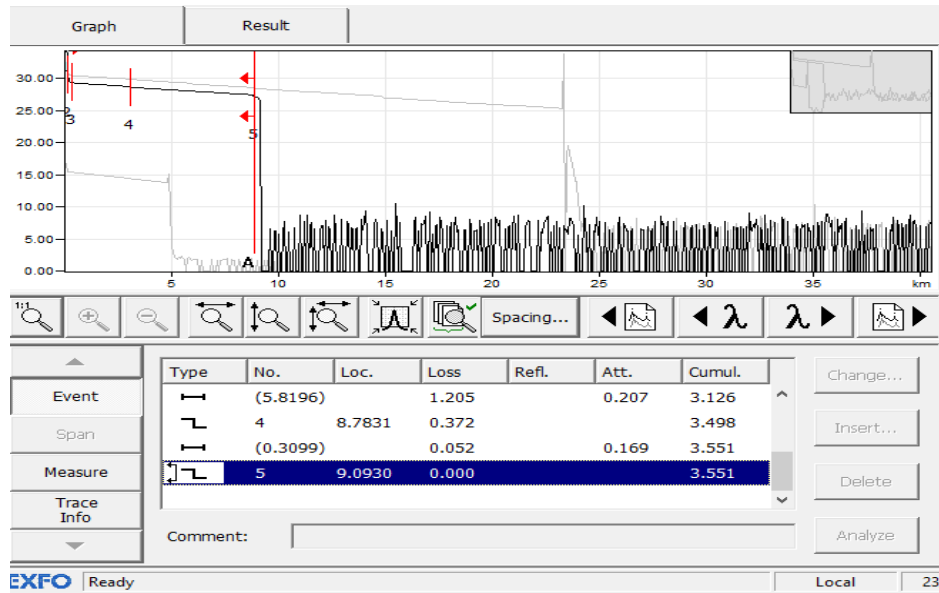 Graph Result
30.00
25.00
20.00
15.00
10.00
5.00
0.00
2
3
4
5
A
5 10 15 20 25 30 35 km
1:1
Spacing...
λ λ
Event
Span
Measure
Trace
Info
Type No. Loc. Loss Refl. Att. Cumul.
(5.8196) 1.205 0.207 3.126
4 8.7831 0.372 3.498
(0.3099) 0.052 0.169 3.551
5 9.0930 0.000 3.551
Comment:
Change...
Insert...
Delete
Analyze
EXFO Ready Local 23